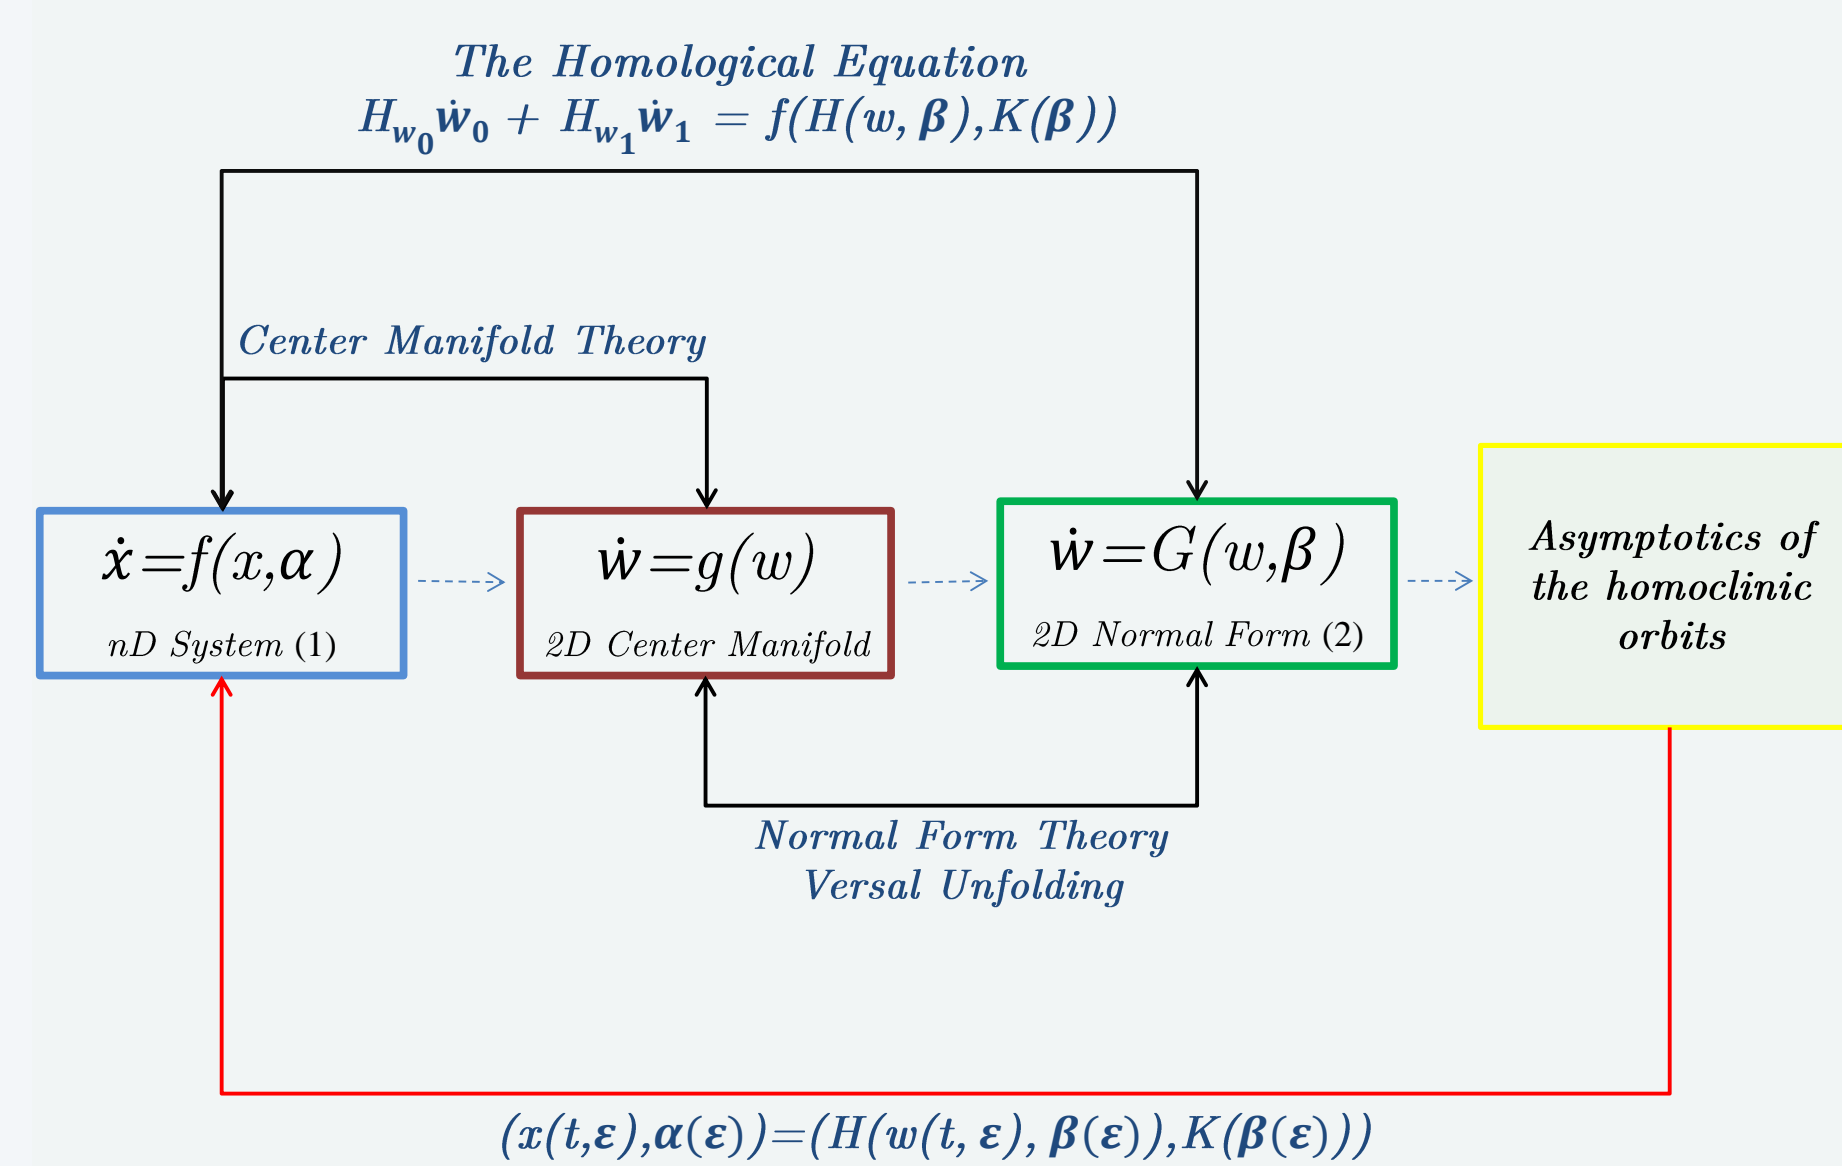 The Homological Equation
H_{w_0}ẇ_0 + H_{w_1}ẇ_1 = f(H(w, β),K(β))
Center Manifold Theory
ẋ=f(x,α)
nD System (1)
ẇ=g(w)
2D Center Manifold
ẇ=G(w,β)
2D Normal Form (2)
Asymptotics of
the homoclinic
orbits
Normal Form Theory
Versal Unfolding
(x(t,ε),α(ε))=(H(w(t, ε), β(ε)),K(β(ε)))